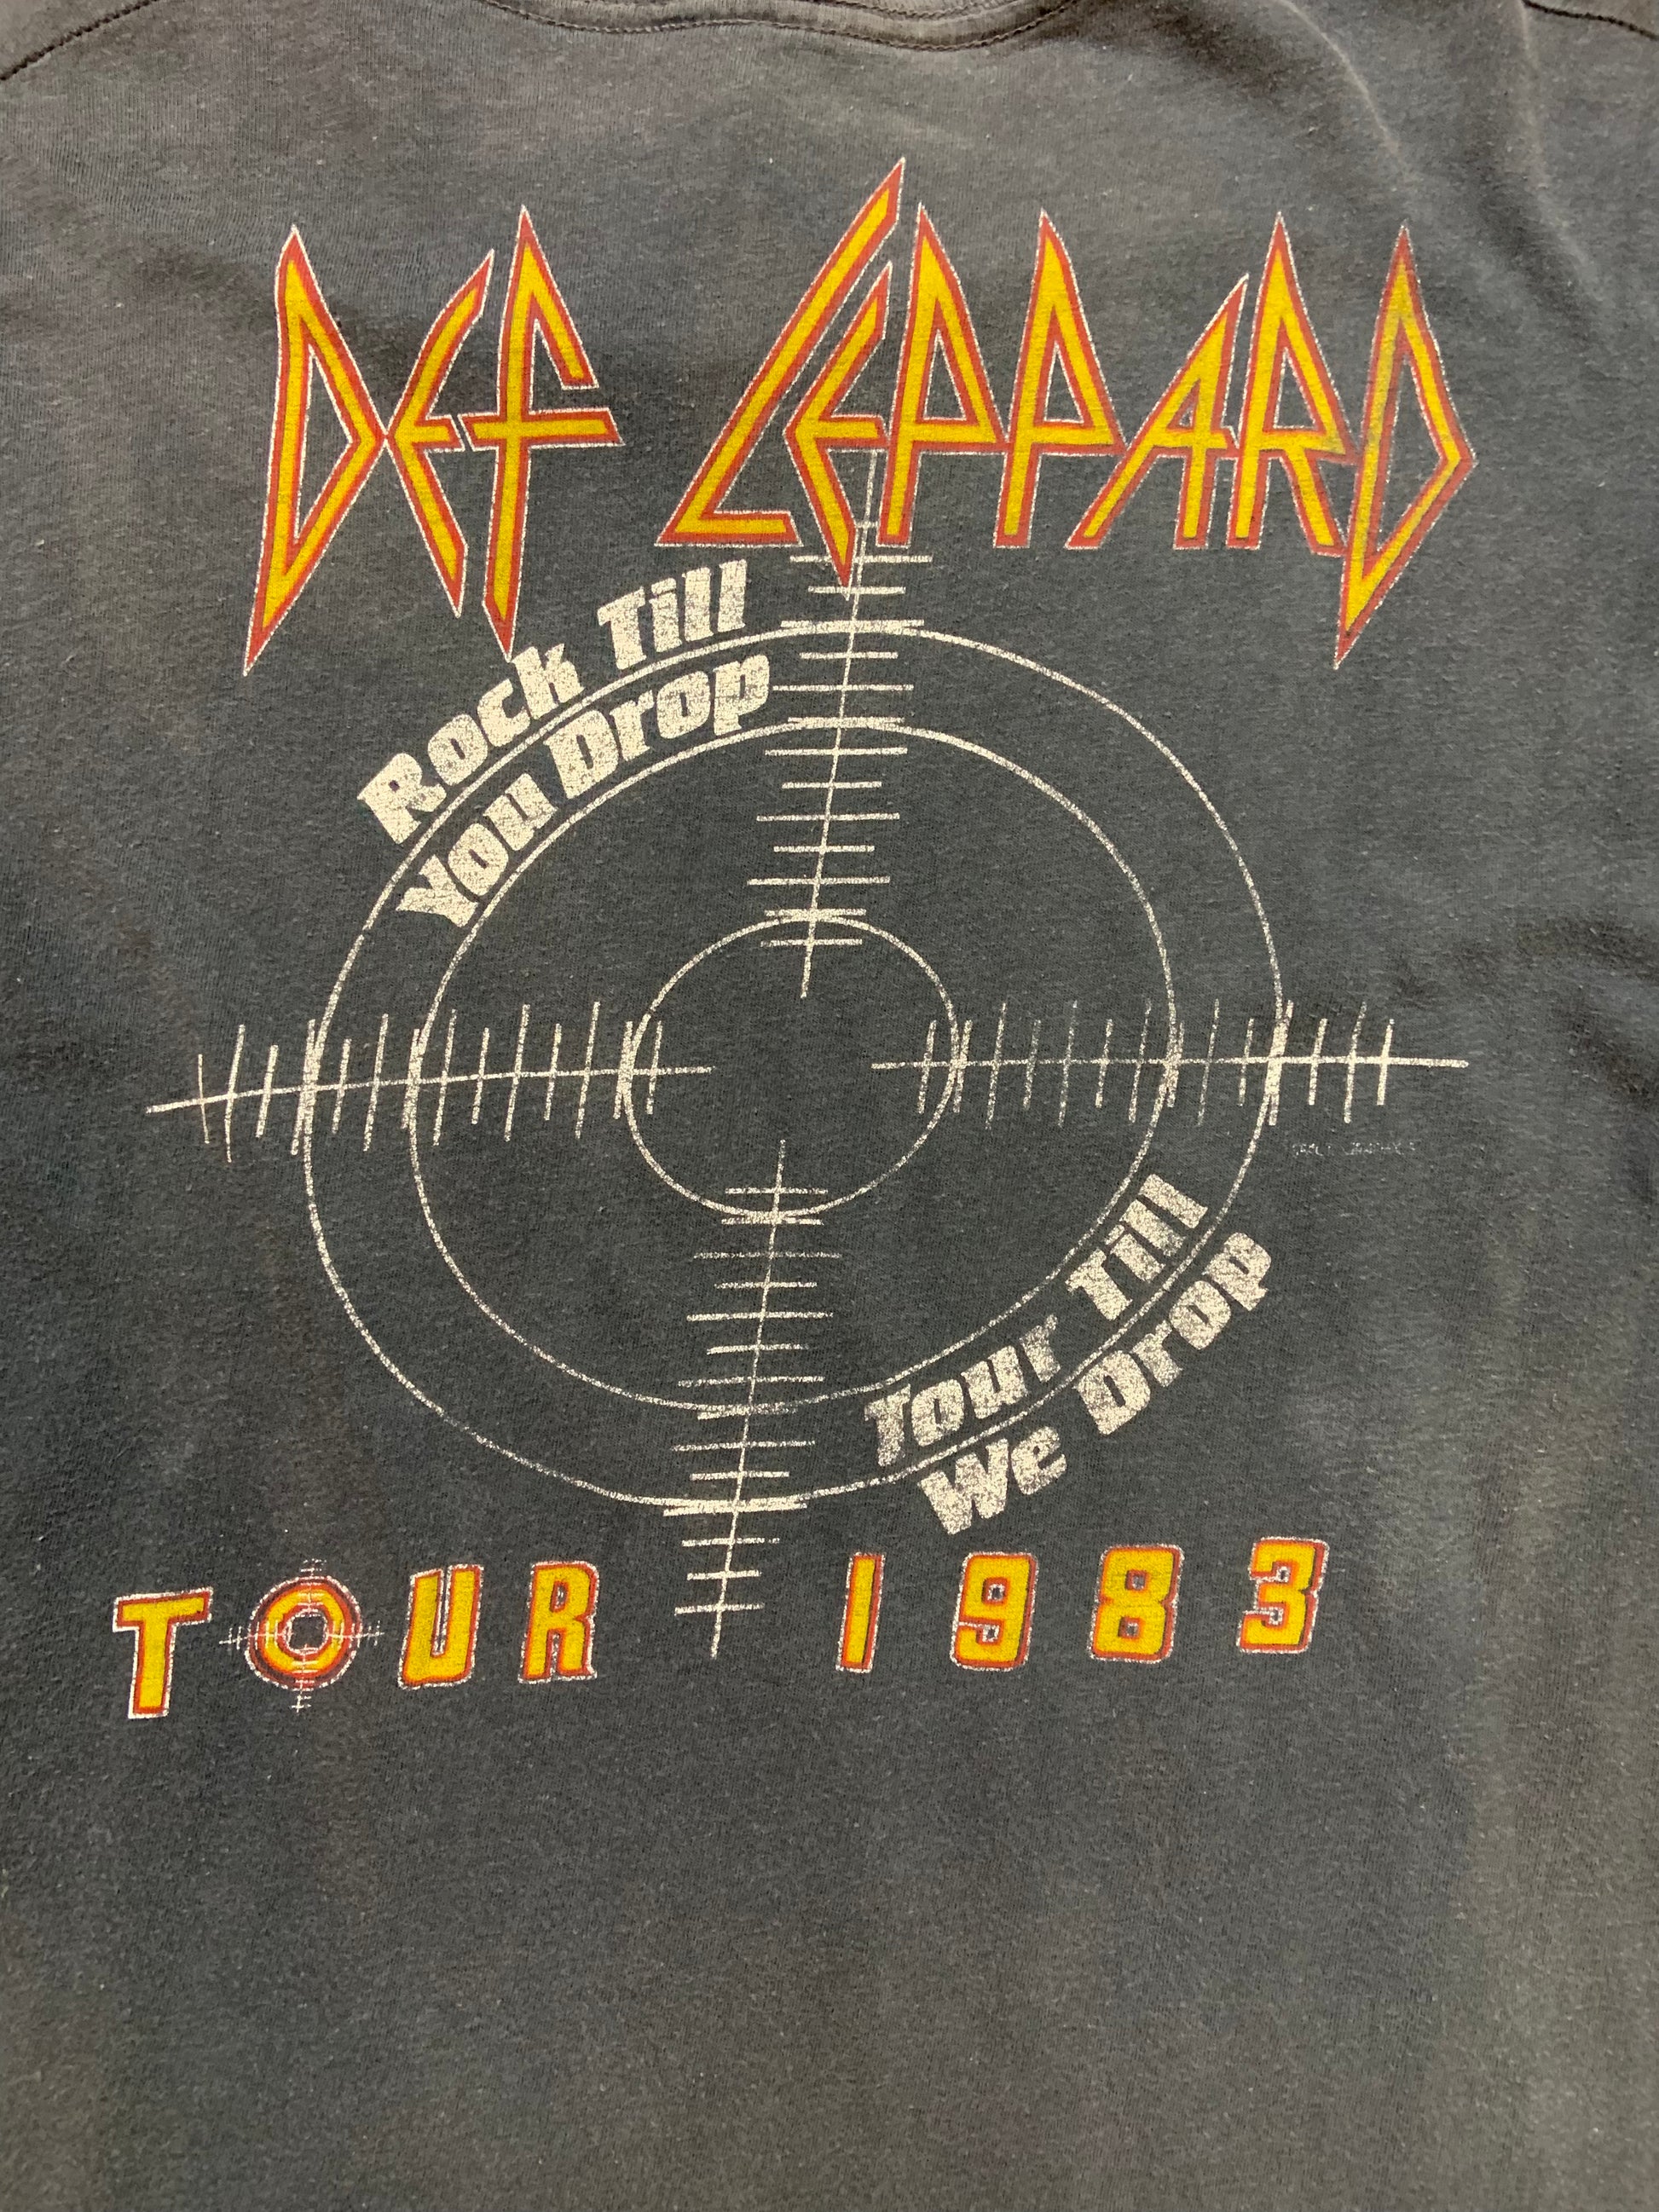 DEF LEPPARD
Rock Till
You Drop
Tour Till
We Drop
TOUR 1983